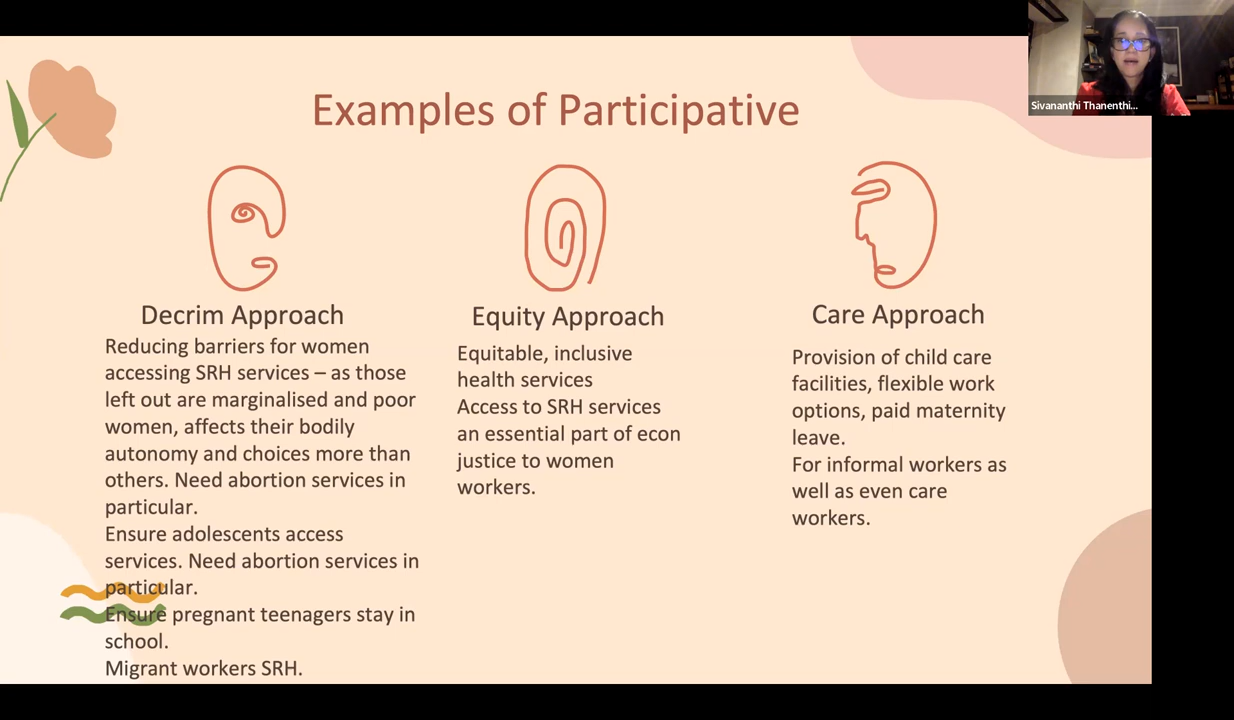 Sivananthi Thanenthi...
Examples of Participative
Decrim Approach
Reducing barriers for women
accessing SRH services – as those
left out are marginalised and poor
women, affects their bodily
autonomy and choices more than
others. Need abortion services in
particular.
Ensure adolescents access
services. Need abortion services in
particular.
Ensure pregnant teenagers stay in
school.
Migrant workers SRH.
Equity Approach
Equitable, inclusive
health services
Access to SRH services
an essential part of econ
justice to women
workers.
Care Approach
Provision of child care
facilities, flexible work
options, paid maternity
leave.
For informal workers as
well as even care
workers.